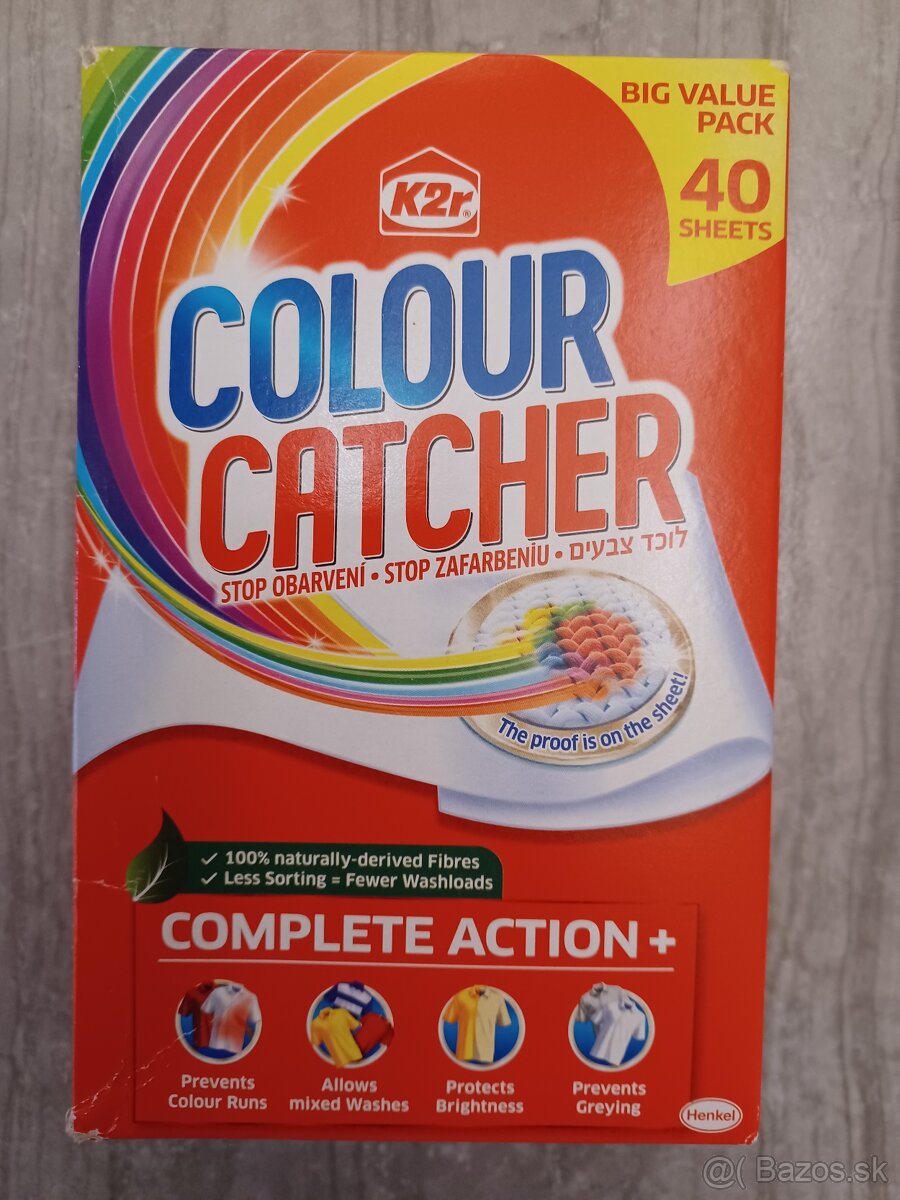 BIG VALUE
PACK
40
SHEETS
K2r®
COLOUR
CATCHER
STOP OBARVENÍ • STOP ZAFARBENIU • לוכד צבעים
The proof is on the sheet!
✓ 100% naturally-derived Fibres
✓ Less Sorting = Fewer Washloads
COMPLETE ACTION +
Prevents
Colour Runs
Allows
mixed Washes
Protects
Brightness
Prevents
Greying
Henkel
@( Bazos.sk